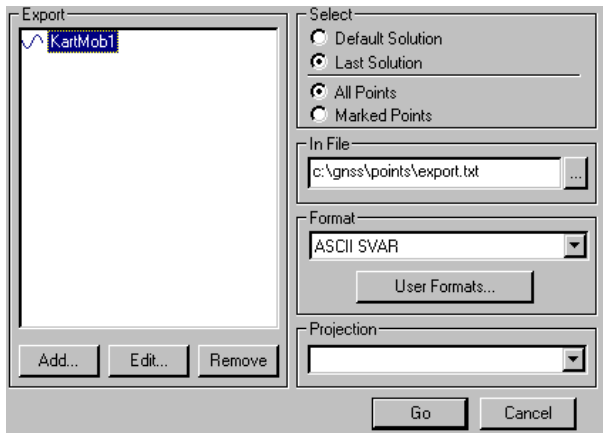 Export
KartMob1
Add...
Edit...
Remove
Select
Default Solution
Last Solution
All Points
Marked Points
In File
c:\gnss\points\export.txt
...
Format
ASCII SVAR
User Formats...
Projection
Go
Cancel